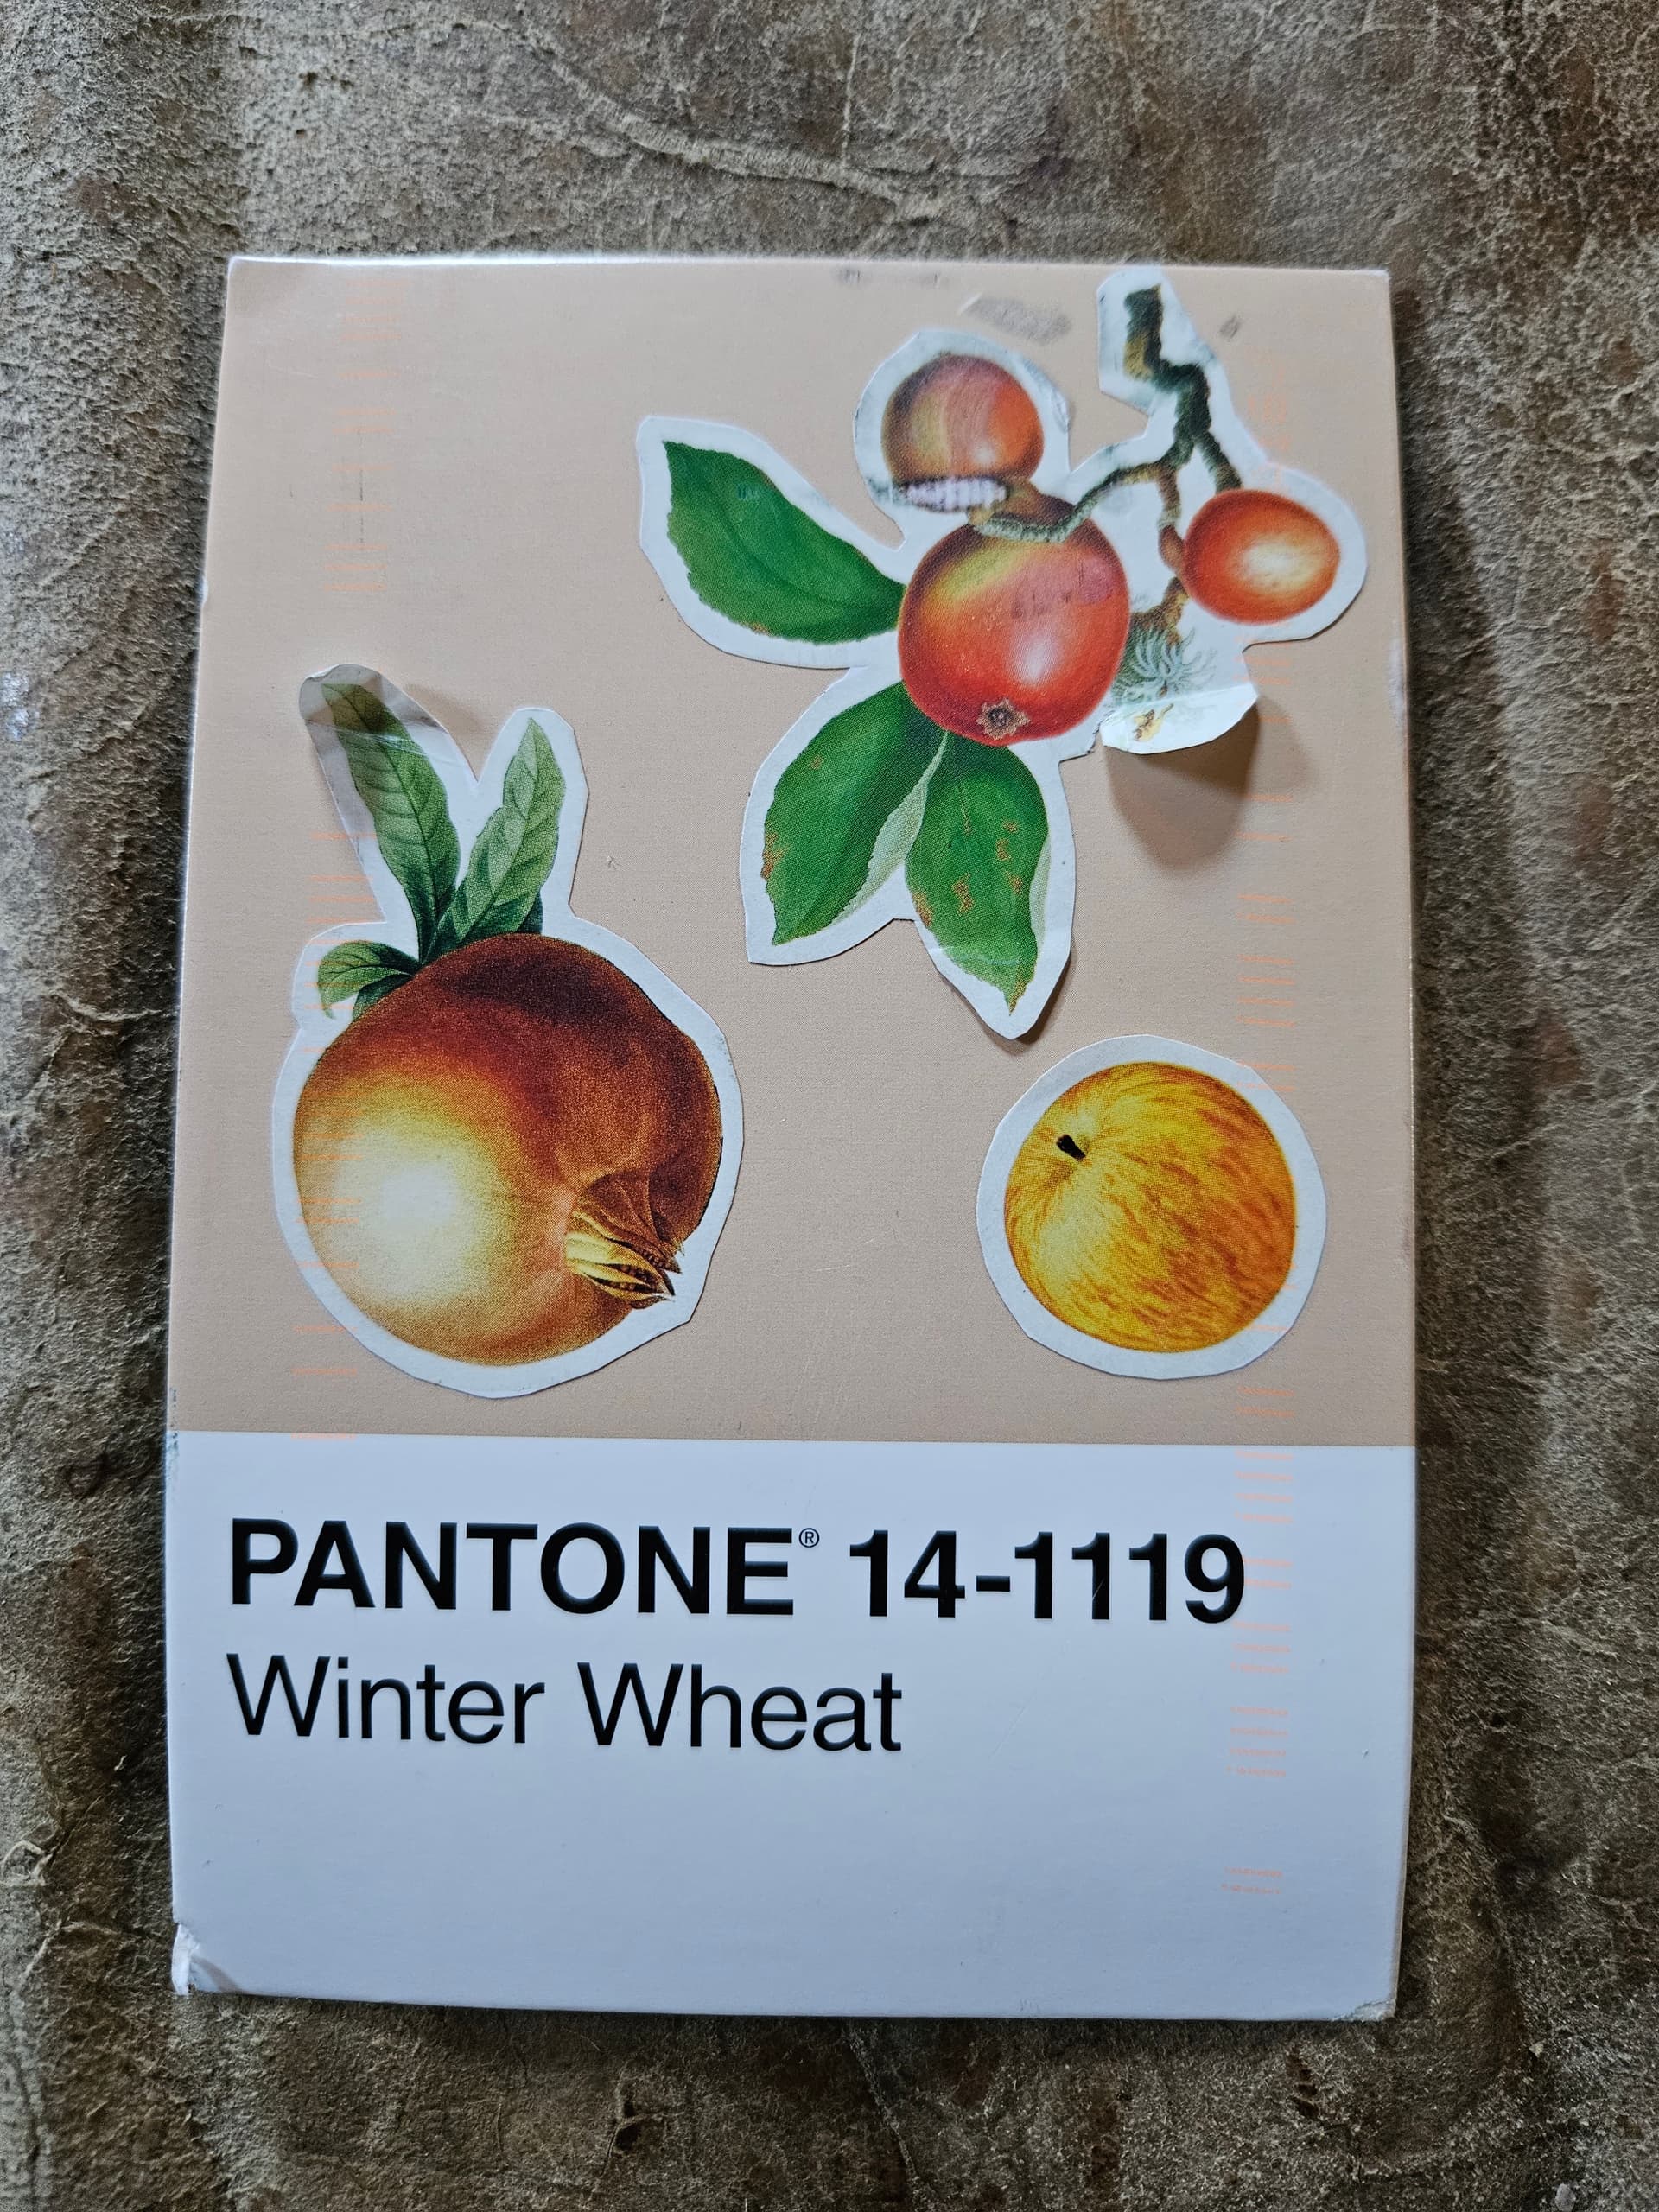 PANTONE® 14-1119
Winter Wheat